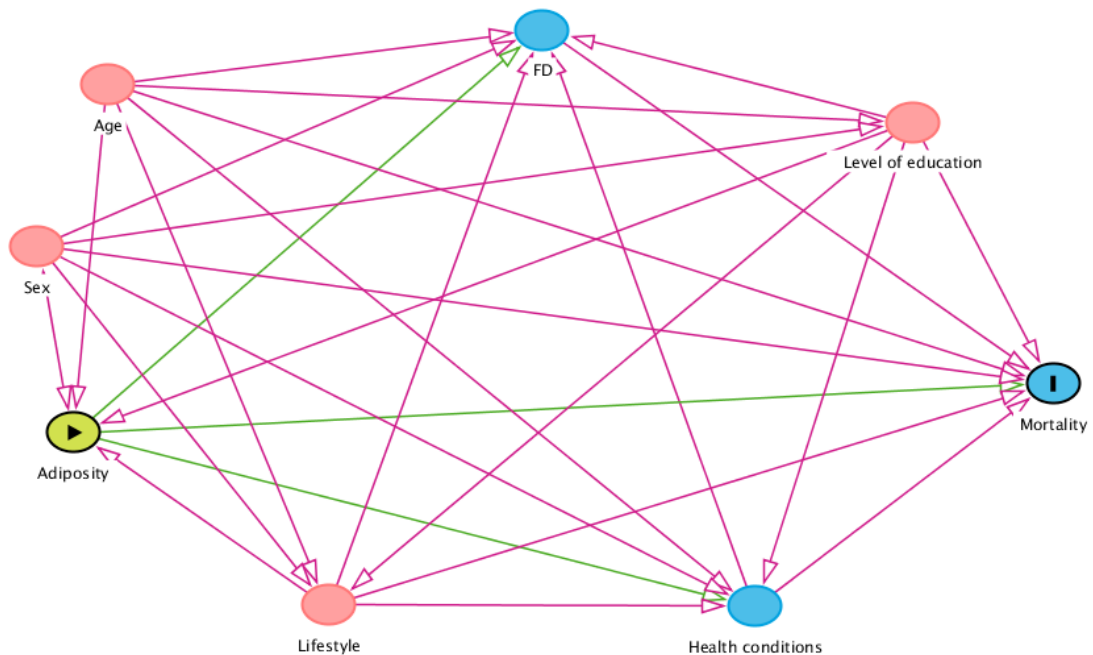 FD
Age
Level of education
Sex
Mortality
Adiposity
Lifestyle
Health conditions